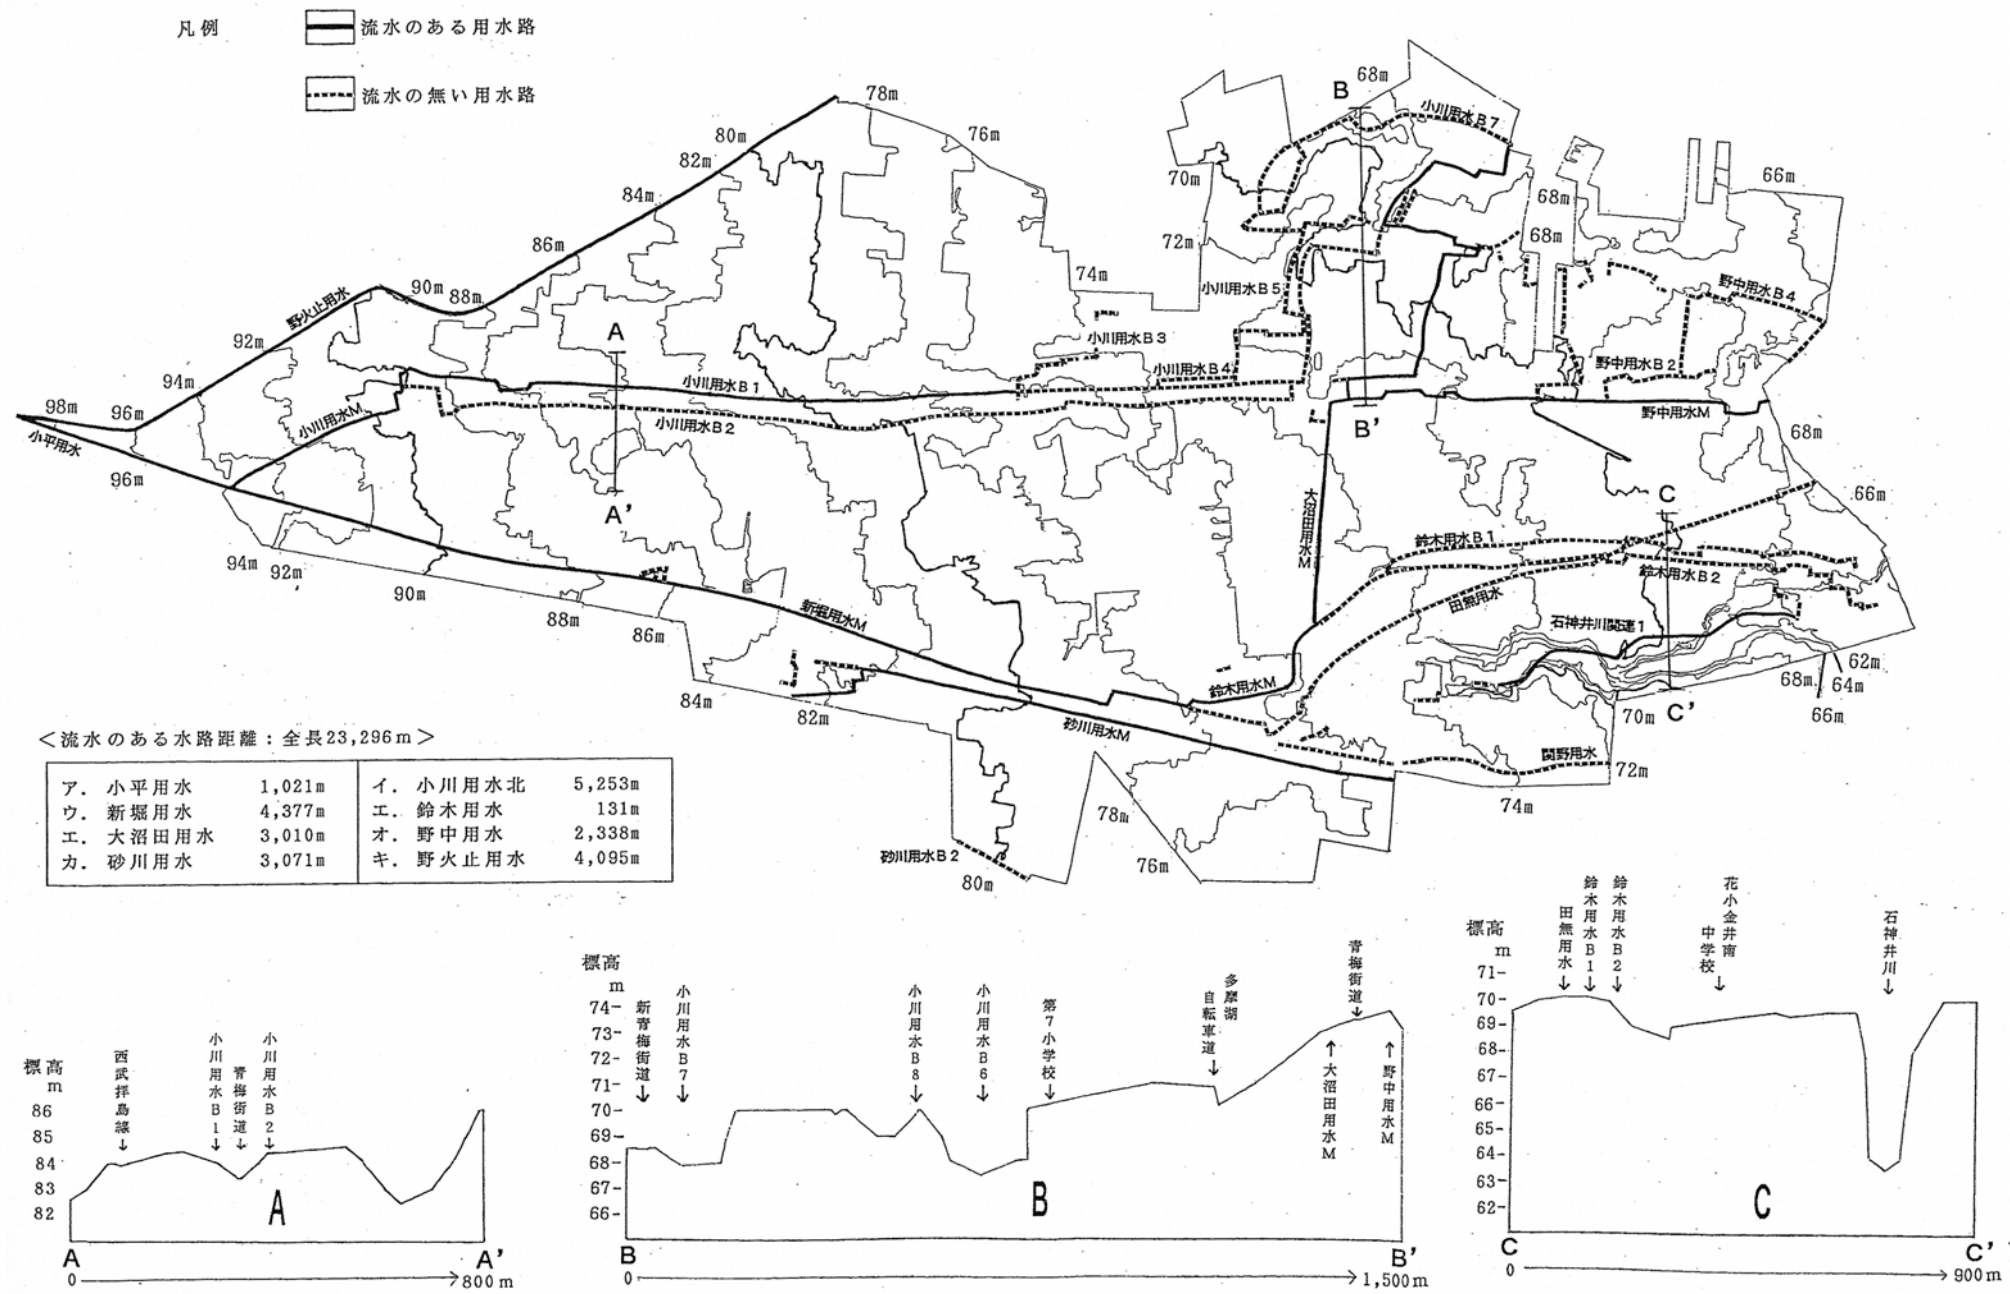 凡例
流水のある用水路
流水の無い用水路
78m
80m
76m
82m
84m
86m
90m
88m
野火止用水
92m
94m
98m
96m
小平用水
96m
小川用水M
A
小川用水B1
小川用水B2
A'
74m
小川用水B3
小川用水B4
小川用水B5
70m
72m
B
68m
小川用水B7
68m
68m
66m
野中用水B4
野中用水B2
野中用水M
B'
68m
66m
大沼田用水M
C
鈴木用水B1
鈴木用水B2
田無用水
石神井川関連1
62m
68m
64m
66m
70m
C'
94m
92m
90m
88m
86m
新堀用水M
84m
82m
鈴木用水M
砂川用水M
関野用水
72m
74m
78m
76m
砂川用水B2
80m
<流水のある水路距離:全長23,296m>
ア. 小平用水 1,021m イ. 小川用水北 5,253m
ウ. 新堀用水 4,377m エ. 鈴木用水 131m
エ. 大沼田用水 3,010m オ. 野中用水 2,338m
カ. 砂川用水 3,071m キ. 野火止用水 4,095m
標高
m
86
85
84
83
82
西武拝島線
小川用水B1
青梅街道
小川用水B2
A
A
A'
0
800m
標高
m
74-
73-
72-
71-
70-
69-
68-
67-
66-
新青梅街道
小川用水B7
小川用水B8
小川用水B6
第7小学校
多摩湖
自転車道
青梅街道
大沼田用水M
野中用水M
B
B
B'
0
1,500m
標高
m
71-
70-
69-
68-
67-
66-
65-
64-
63-
62-
田無用水
鈴木用水B1
鈴木用水B2
花小金井南
中学校
石神井川
C
C
C'
0
900m